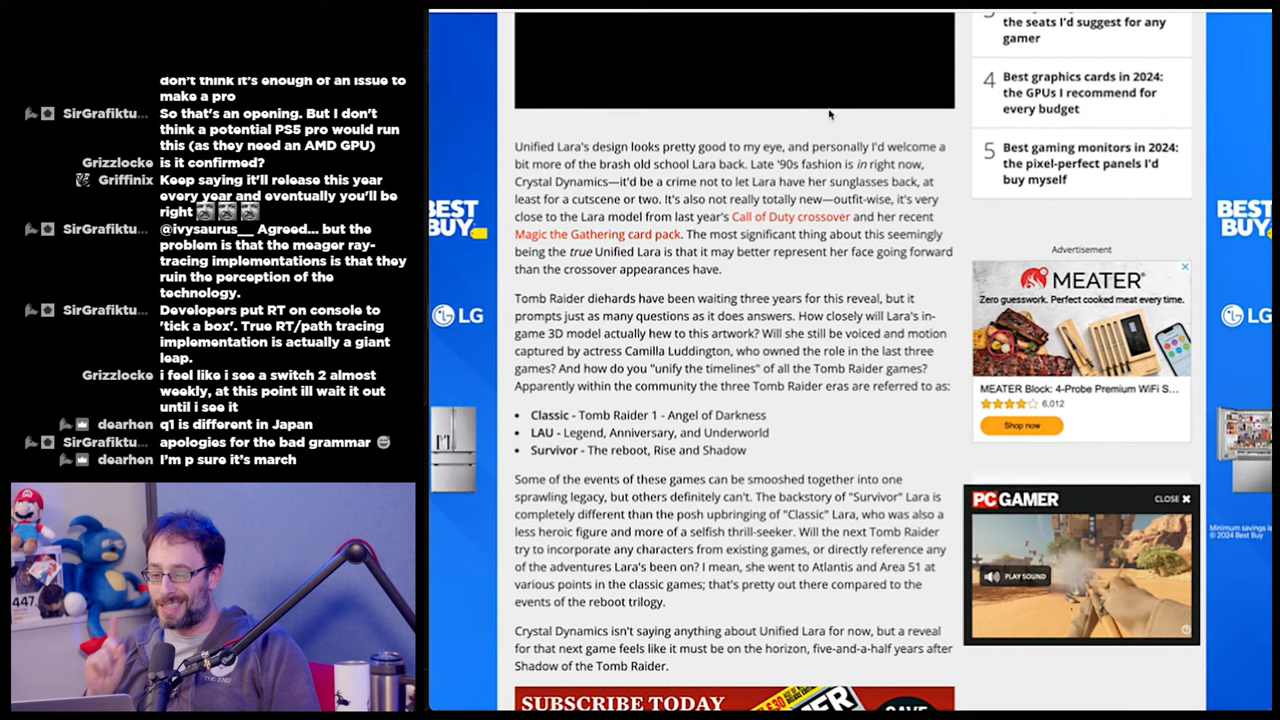 don't think it's enough of an issue to
make a pro
SirGrafiktu... So that's an opening. But I don't
think a potential PS5 pro would run
this (as they need an AMD GPU)
Grizzlocke is it confirmed?
Griffinix Keep saying it'll release this year
every year and eventually you'll be
right
SirGrafiktu... @ivysaurus__ Agreed... but the
problem is that the meager ray-
tracing implementations is that they
ruin the perception of the
technology.
SirGrafiktu... Developers put RT on console to
'tick a box'. True RT/path tracing
implementation is actually a giant
leap.
Grizzlocke i feel like i see a switch 2 almost
weekly, at this point ill wait it out
until i see it
dearhen q1 is different in Japan
SirGrafiktu... apologies for the bad grammar
dearhen I'm p sure it's march
447
THE END
BEST
BUY
LG
Unified Lara's design looks pretty good to my eye, and personally I'd welcome a
bit more of the brash old school Lara back. Late '90s fashion is in right now,
Crystal Dynamics—it'd be a crime not to let Lara have her sunglasses back, at
least for a cutscene or two. It's also not really totally new—outfit-wise, it's very
close to the Lara model from last year's Call of Duty crossover and her recent
Magic the Gathering card pack. The most significant thing about this seemingly
being the true Unified Lara is that it may better represent her face going forward
than the crossover appearances have.
Tomb Raider diehards have been waiting three years for this reveal, but it
prompts just as many questions as it does answers. How closely will Lara's in-
game 3D model actually hew to this artwork? Will she still be voiced and motion
captured by actress Camilla Luddington, who owned the role in the last three
games? And how do you "unify the timelines" of all the Tomb Raider games?
Apparently within the community the three Tomb Raider eras are referred to as:
• Classic - Tomb Raider 1 - Angel of Darkness
• LAU - Legend, Anniversary, and Underworld
• Survivor - The reboot, Rise and Shadow
Some of the events of these games can be smooshed together into one
sprawling legacy, but others definitely can't. The backstory of "Survivor" Lara is
completely different than the posh upbringing of "Classic" Lara, who was also a
less heroic figure and more of a selfish thrill-seeker. Will the next Tomb Raider
try to incorporate any characters from existing games, or directly reference any
of the adventures Lara's been on? I mean, she went to Atlantis and Area 51 at
various points in the classic games; that's pretty out there compared to the
events of the reboot trilogy.
Crystal Dynamics isn't saying anything about Unified Lara for now, but a reveal
for that next game feels like it must be on the horizon, five-and-a-half years after
Shadow of the Tomb Raider.
SUBSCRIBE TODAY
the seats I'd suggest for any
gamer
4 Best graphics cards in 2024:
the GPUs I recommend for
every budget
5 Best gaming monitors in 2024:
the pixel-perfect panels I'd
buy myself
Advertisement
MEATER
Zero guesswork. Perfect cooked meat every time.
MEATER Block: 4-Probe Premium WiFi S...
6,012
Shop now
PC GAMER
CLOSE ✖
PLAY SOUND
BEST
BUY
LG
Minimum savings is
© 2024 Best Buy